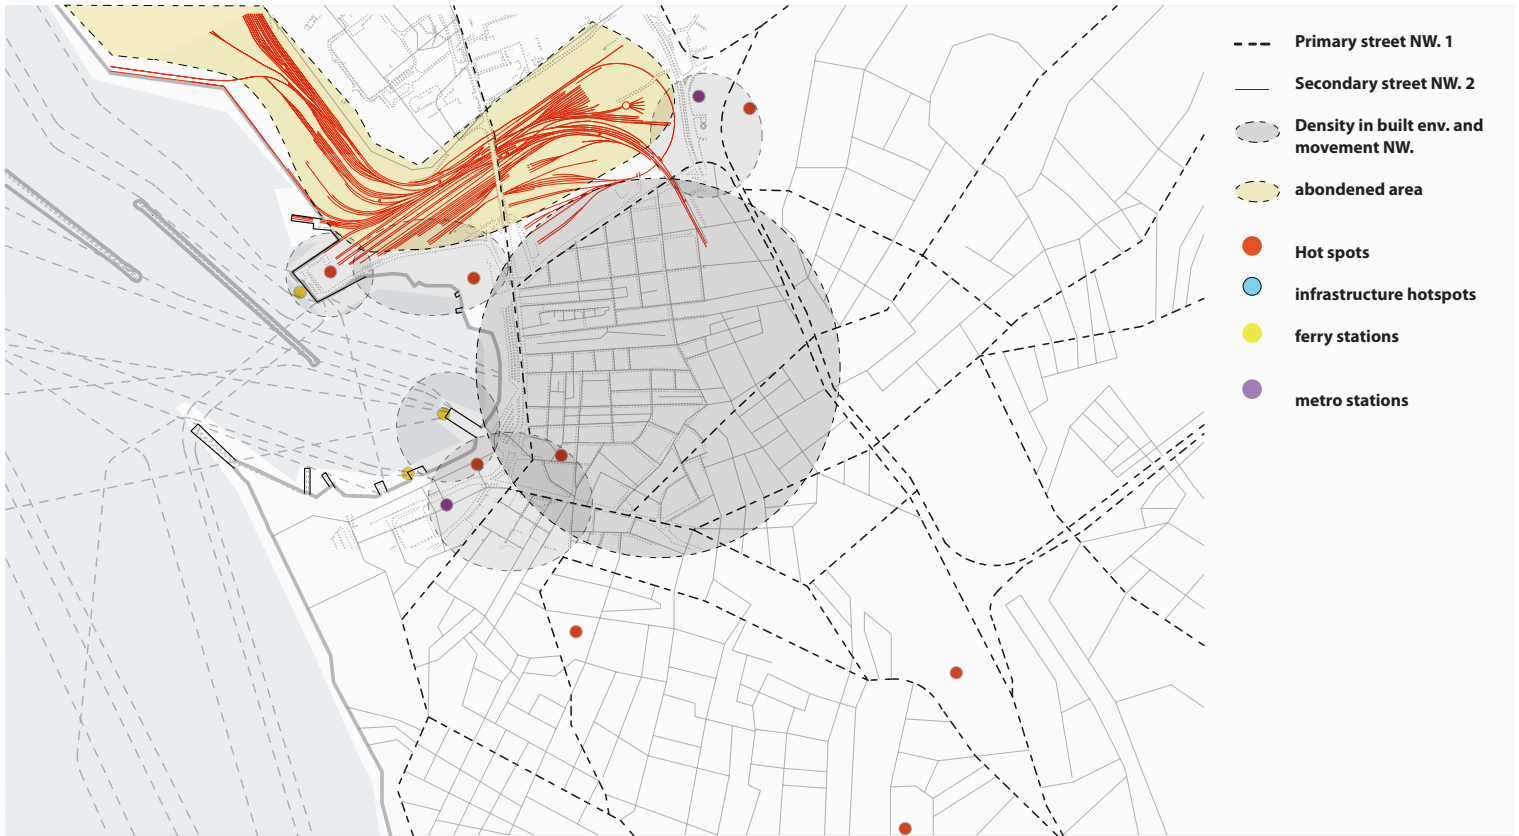 Primary street NW. 1
Secondary street NW. 2
Density in built env. and
movement NW.
abondened area
Hot spots
infrastructure hotspots
ferry stations
metro stations